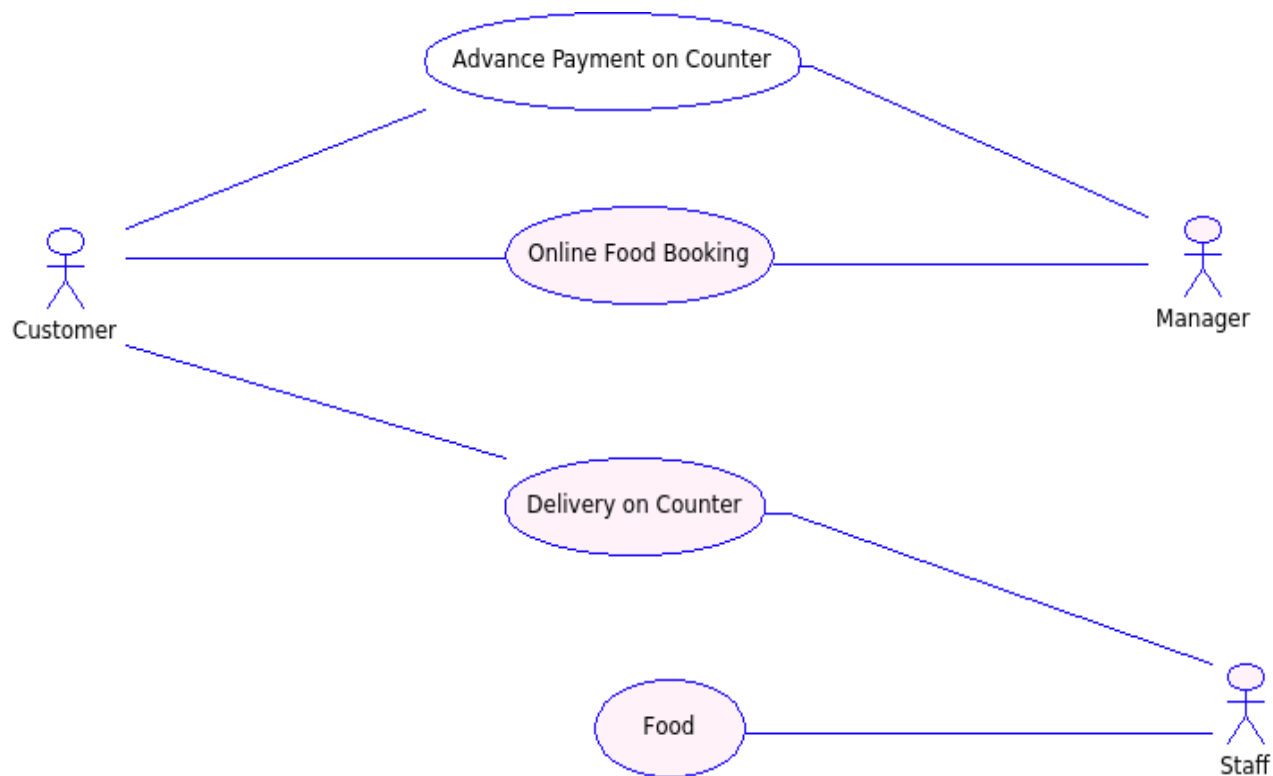 Advance Payment on Counter
Online Food Booking
Customer
Manager
Delivery on Counter
Food
Staff